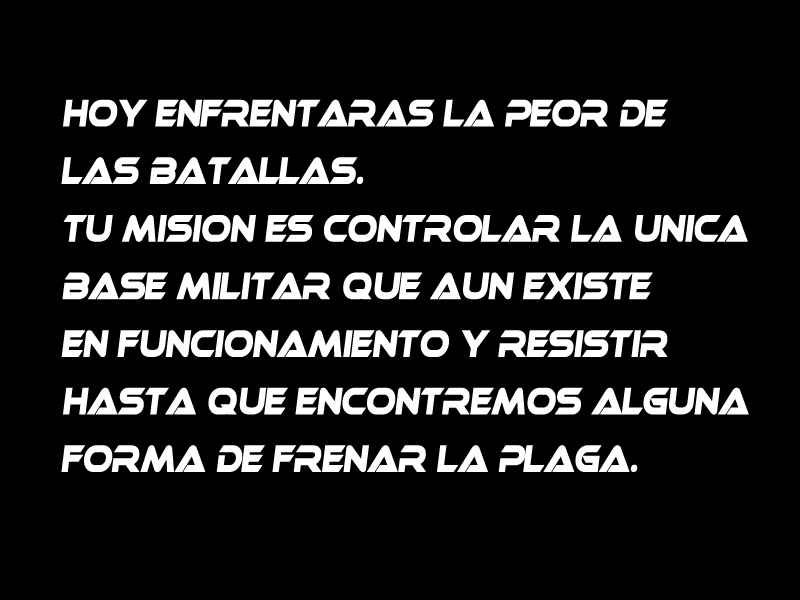 HOY ENFRENTARAS LA PEOR DE
LAS BATALLAS.
TU MISION ES CONTROLAR LA UNICA
BASE MILITAR QUE AUN EXISTE
EN FUNCIONAMIENTO Y RESISTIR
HASTA QUE ENCONTREMOS ALGUNA
FORMA DE FRENAR LA PLAGA.